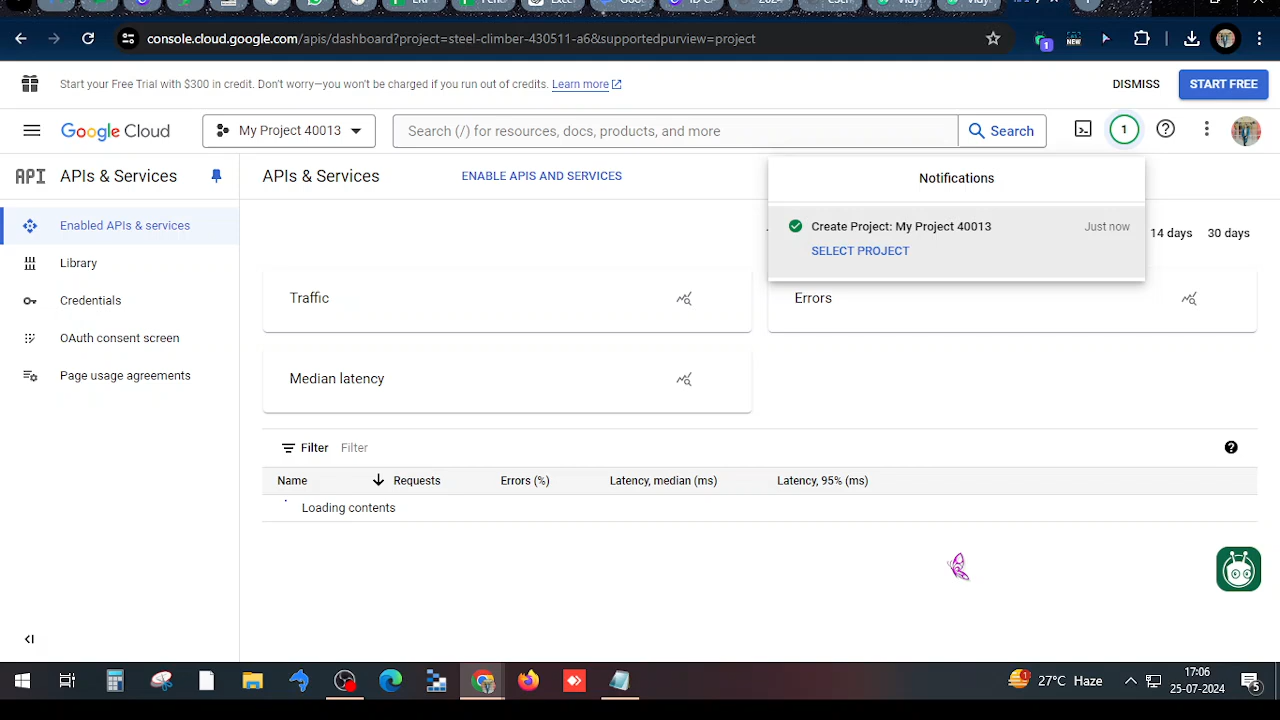 console.cloud.google.com/apis/dashboard?project=steel-climber-430511-a6&supportedpurview=project
1
NEW
Start your Free Trial with $300 in credit. Don't worry—you won't be charged if you run out of credits. Learn more
DISMISS
START FREE
Google Cloud
My Project 40013
Search (/) for resources, docs, products, and more
Search
1
API APIs & Services
APIs & Services
ENABLE APIS AND SERVICES
Notifications
Enabled APIs & services
Create Project: My Project 40013
Just now
SELECT PROJECT
14 days
30 days
Library
Credentials
OAuth consent screen
Page usage agreements
Traffic
Errors
Median latency
Filter Filter
Name
Requests
Errors (%)
Latency, median (ms)
Latency, 95% (ms)
Loading contents
1
27°C Haze
17:06
25-07-2024
5